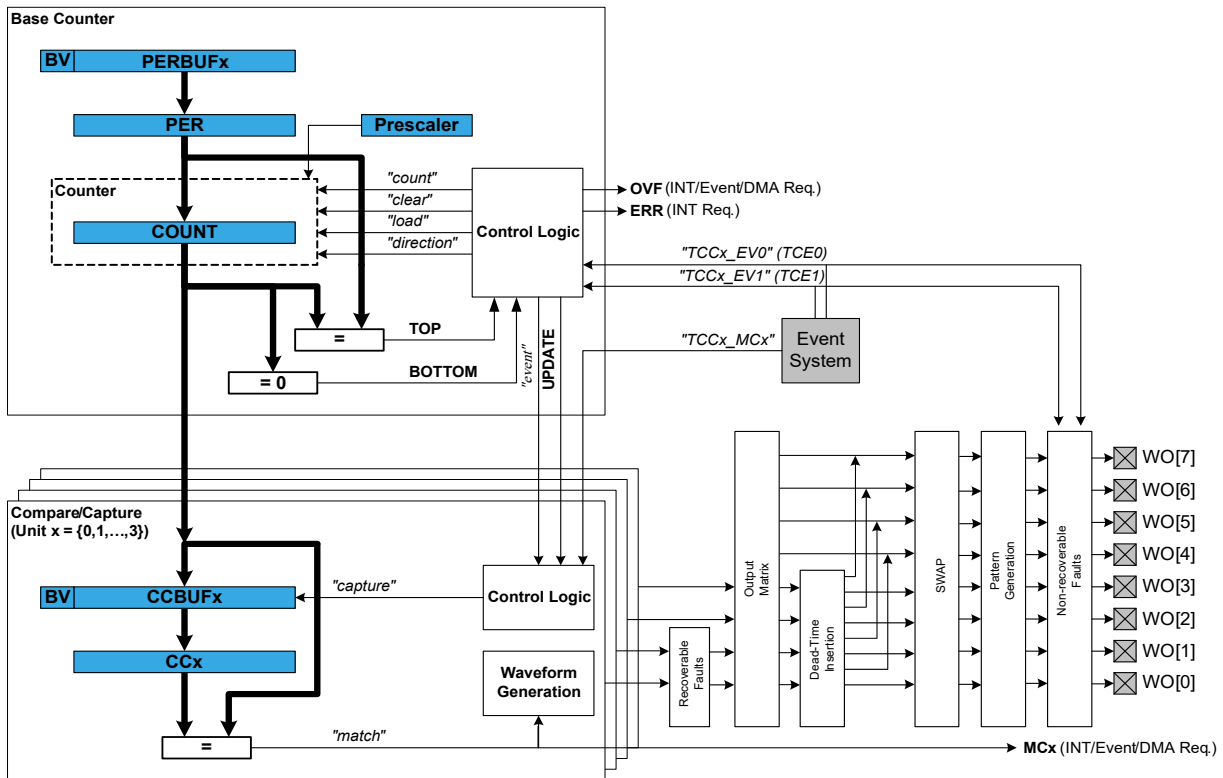 Base Counter
BV
PERBUFx
PER
Prescaler
Counter
COUNT
"count"
"clear"
"load"
"direction"
Control Logic
OVF (INT/Event/DMA Req.)
ERR (INT Req.)
"TCCx_EV0" (TCE0)
"TCCx_EV1" (TCE1)
"TCCx_MCx"
Event
System
=
TOP
= 0
BOTTOM
"event"
UPDATE
Compare/Capture
(Unit x = {0,1,…,3})
BV
CCBUFx
"capture"
Control Logic
CCx
Waveform
Generation
=
"match"
Recoverable
Faults
Output
Matrix
Dead-Time
Insertion
SWAP
Pattern
Generation
Non-recoverable
Faults
WO[7]
WO[6]
WO[5]
WO[4]
WO[3]
WO[2]
WO[1]
WO[0]
MCx (INT/Event/DMA Req.)